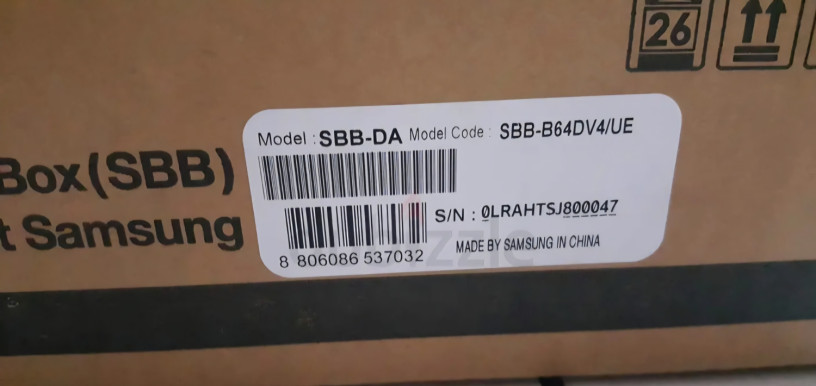 26
Model : SBB-DA Model Code : SBB-B64DV4/UE
Box(SBB)
S/N : 0LRAHTSJ800047
t Samsung
8 806086 537032
MADE BY SAMSUNG IN CHINA